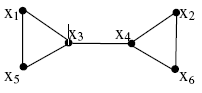 x₁ x₂
x₃ x₄
x₅ x₆